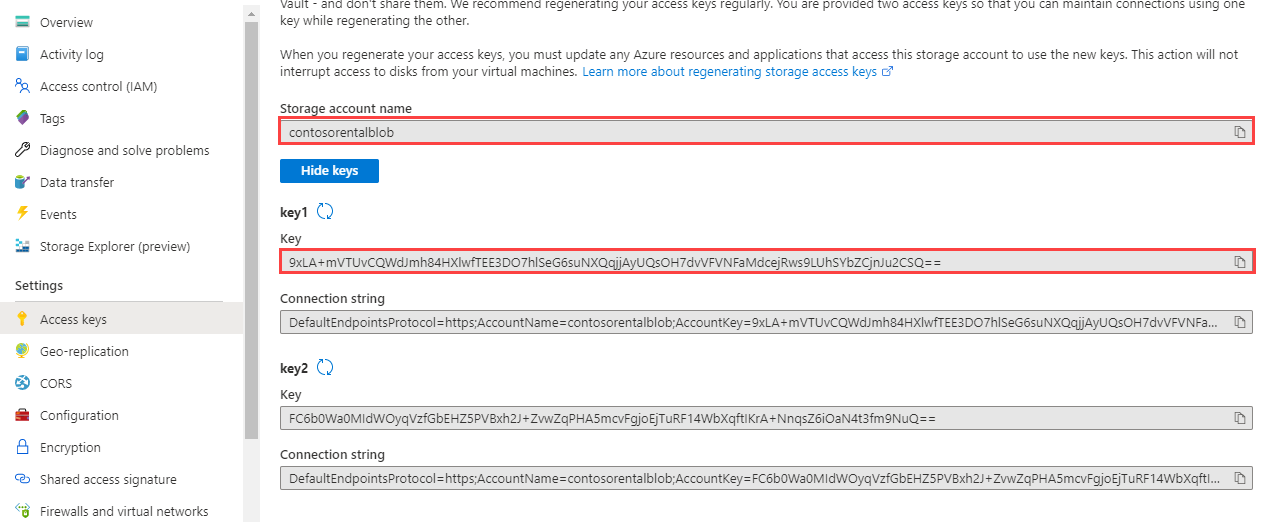 Overview
Activity log
Access control (IAM)
Tags
Diagnose and solve problems
Data transfer
Events
Storage Explorer (preview)
Settings
Access keys
Geo-replication
CORS
Configuration
Encryption
Shared access signature
Firewalls and virtual networks
Vault - and don't share them. We recommend regenerating your access keys regularly. You are provided two access keys so that you can maintain connections using one
key while regenerating the other.
When you regenerate your access keys, you must update any Azure resources and applications that access this storage account to use the new keys. This action will not
interrupt access to disks from your virtual machines. Learn more about regenerating storage access keys
Storage account name
contosorentalblob
Hide keys
key1
Key
9xLA+mVTUvCQWdJmh84HXlwfTEE3DO7hlSeG6suNXQqjjAyUQsOH7dvVFVNFaMdcejRws9LUhSYbZCjnJu2CSQ==
Connection string
DefaultEndpointsProtocol=https;AccountName=contosorentalblob;AccountKey=9xLA+mVTUvCQWdJmh84HXlwfTEE3DO7hlSeG6suNXQqjjAyUQsOH7dvVFVNFa...
key2
Key
FC6b0Wa0MIdWOyqVzfGbEHZ5PVBxh2J+ZvwZqPHA5mcvFgjoEjTuRF14WbXqftIKrA+NnqsZ6iOaN4t3fm9NuQ==
Connection string
DefaultEndpointsProtocol=https;AccountName=contosorentalblob;AccountKey=FC6b0Wa0MIdWOyqVzfGbEHZ5PVBxh2J+ZvwZqPHA5mcvFgjoEjTuRF14WbXqftI...